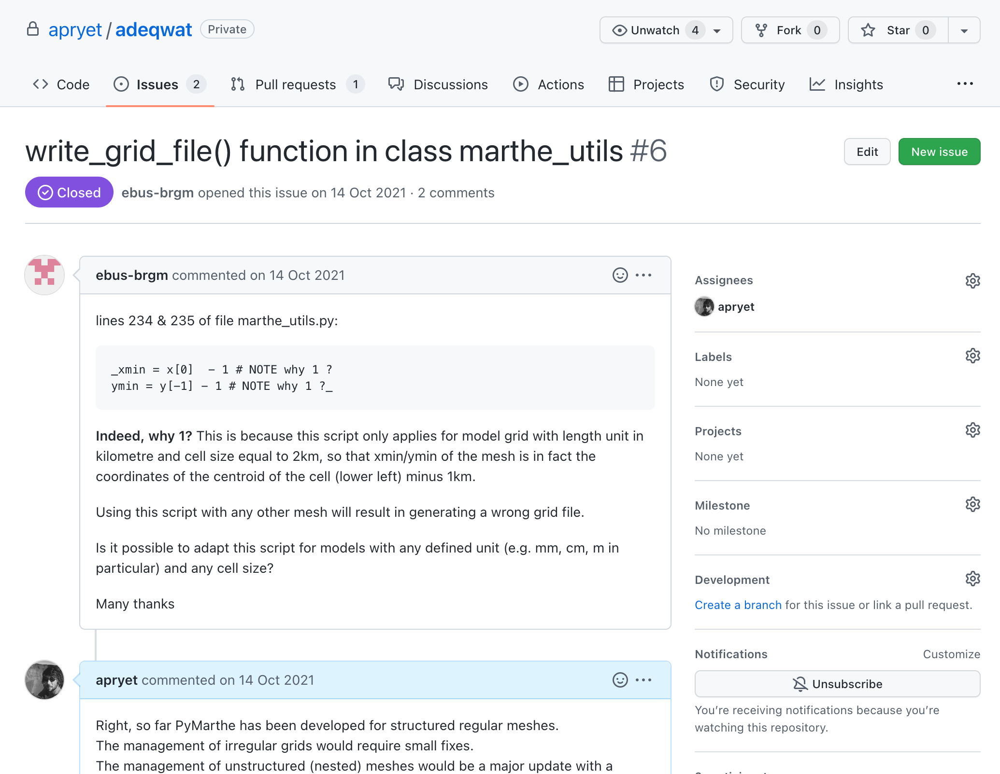 apryet / adeqwat Private
Unwatch 4
Fork 0
Star 0
Code
Issues 2
Pull requests 1
Discussions
Actions
Projects
Security
Insights
write_grid_file() function in class marthe_utils #6
Edit
New issue
Closed
ebus-brgm opened this issue on 14 Oct 2021 · 2 comments
ebus-brgm commented on 14 Oct 2021
lines 234 & 235 of file marthe_utils.py:
_xmin = x[0]  - 1 # NOTE why 1 ?
ymin = y[-1] - 1 # NOTE why 1 ?_
Indeed, why 1? This is because this script only applies for model grid with length unit in
kilometre and cell size equal to 2km, so that xmin/ymin of the mesh is in fact the
coordinates of the centroid of the cell (lower left) minus 1km.
Using this script with any other mesh will result in generating a wrong grid file.
Is it possible to adapt this script for models with any defined unit (e.g. mm, cm, m in
particular) and any cell size?
Many thanks
apryet commented on 14 Oct 2021
Right, so far PyMarthe has been developed for structured regular meshes.
The management of irregular grids would require small fixes.
The management of unstructured (nested) meshes would be a major update with a
Assignees
apryet
Labels
None yet
Projects
None yet
Milestone
No milestone
Development
Create a branch for this issue or link a pull request.
Notifications
Customize
Unsubscribe
You're receiving notifications because you're
watching this repository.